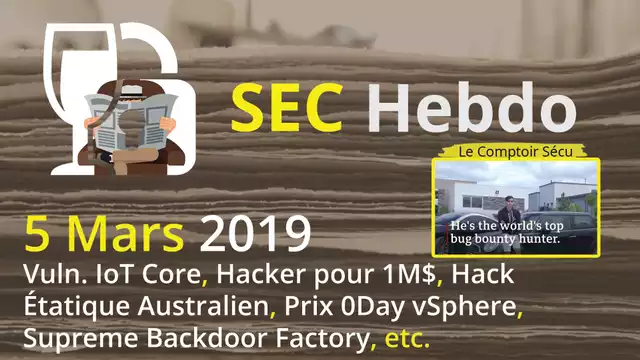 SEC Hebdo
Le Comptoir Sécu
He's the world's top
bug bounty hunter.
5 Mars 2019
Vuln. IoT Core, Hacker pour 1M$, Hack
Étatique Australien, Prix 0Day vSphere,
Supreme Backdoor Factory, etc.